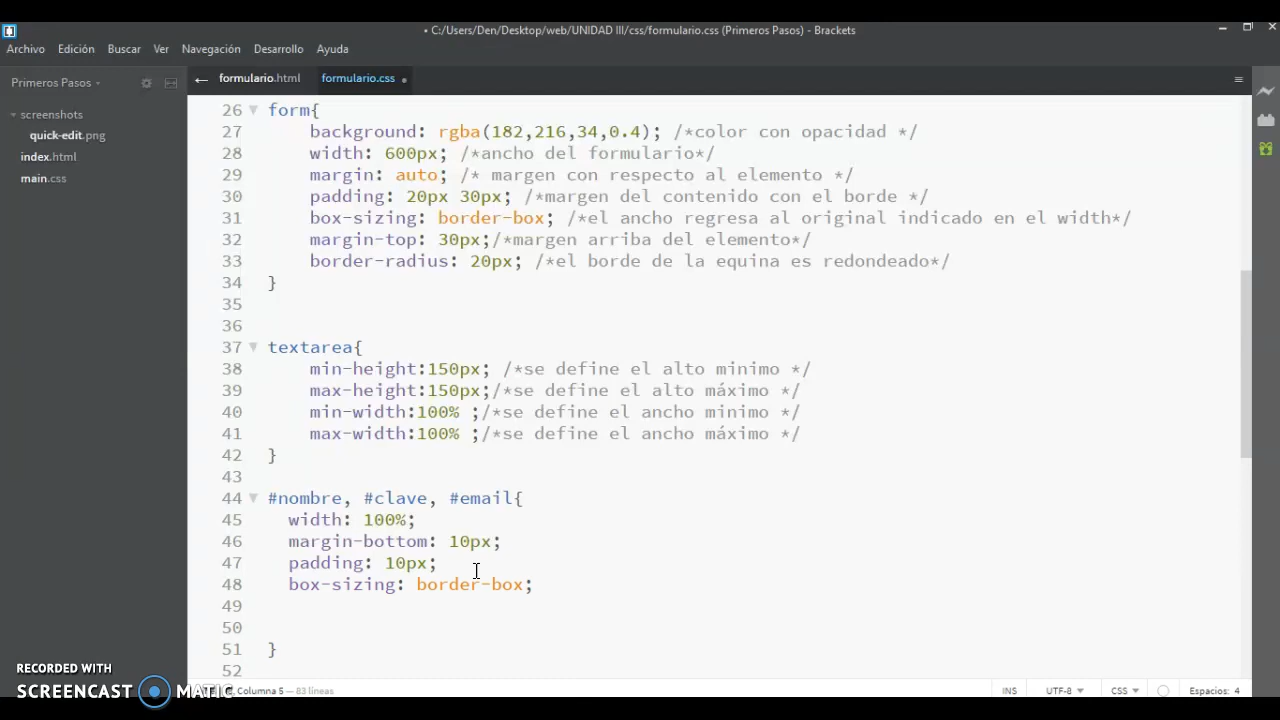 • C:/Users/Den/Desktop/web/UNIDAD III/css/formulario.css (Primeros Pasos) - Brackets
Archivo Edición Buscar Ver Navegación Desarrollo Ayuda
Primeros Pasos
formulario.html formulario.css
screenshots
quick-edit.png
index.html
main.css
26 form{
27 background: rgba(182,216,34,0.4); /*color con opacidad */
28 width: 600px; /*ancho del formulario*/
29 margin: auto; /* margen con respecto al elemento */
30 padding: 20px 30px; /*margen del contenido con el borde */
31 box-sizing: border-box; /*el ancho regresa al original indicado en el width*/
32 margin-top: 30px;/*margen arriba del elemento*/
33 border-radius: 20px; /*el borde de la equina es redondeado*/
34 }
35
36
37 textarea{
38 min-height:150px; /*se define el alto minimo */
39 max-height:150px;/*se define el alto máximo */
40 min-width:100% ;/*se define el ancho minimo */
41 max-width:100% ;/*se define el ancho máximo */
42 }
43
44 #nombre, #clave, #email{
45 width: 100%;
46 margin-bottom: 10px;
47 padding: 10px;
48 box-sizing: border-box;
49
50
51 }
52
RECORDED WITH
SCREENCAST MATIC
Columna 5 — 83 líneas
INS UTF-8 CSS Espacios: 4